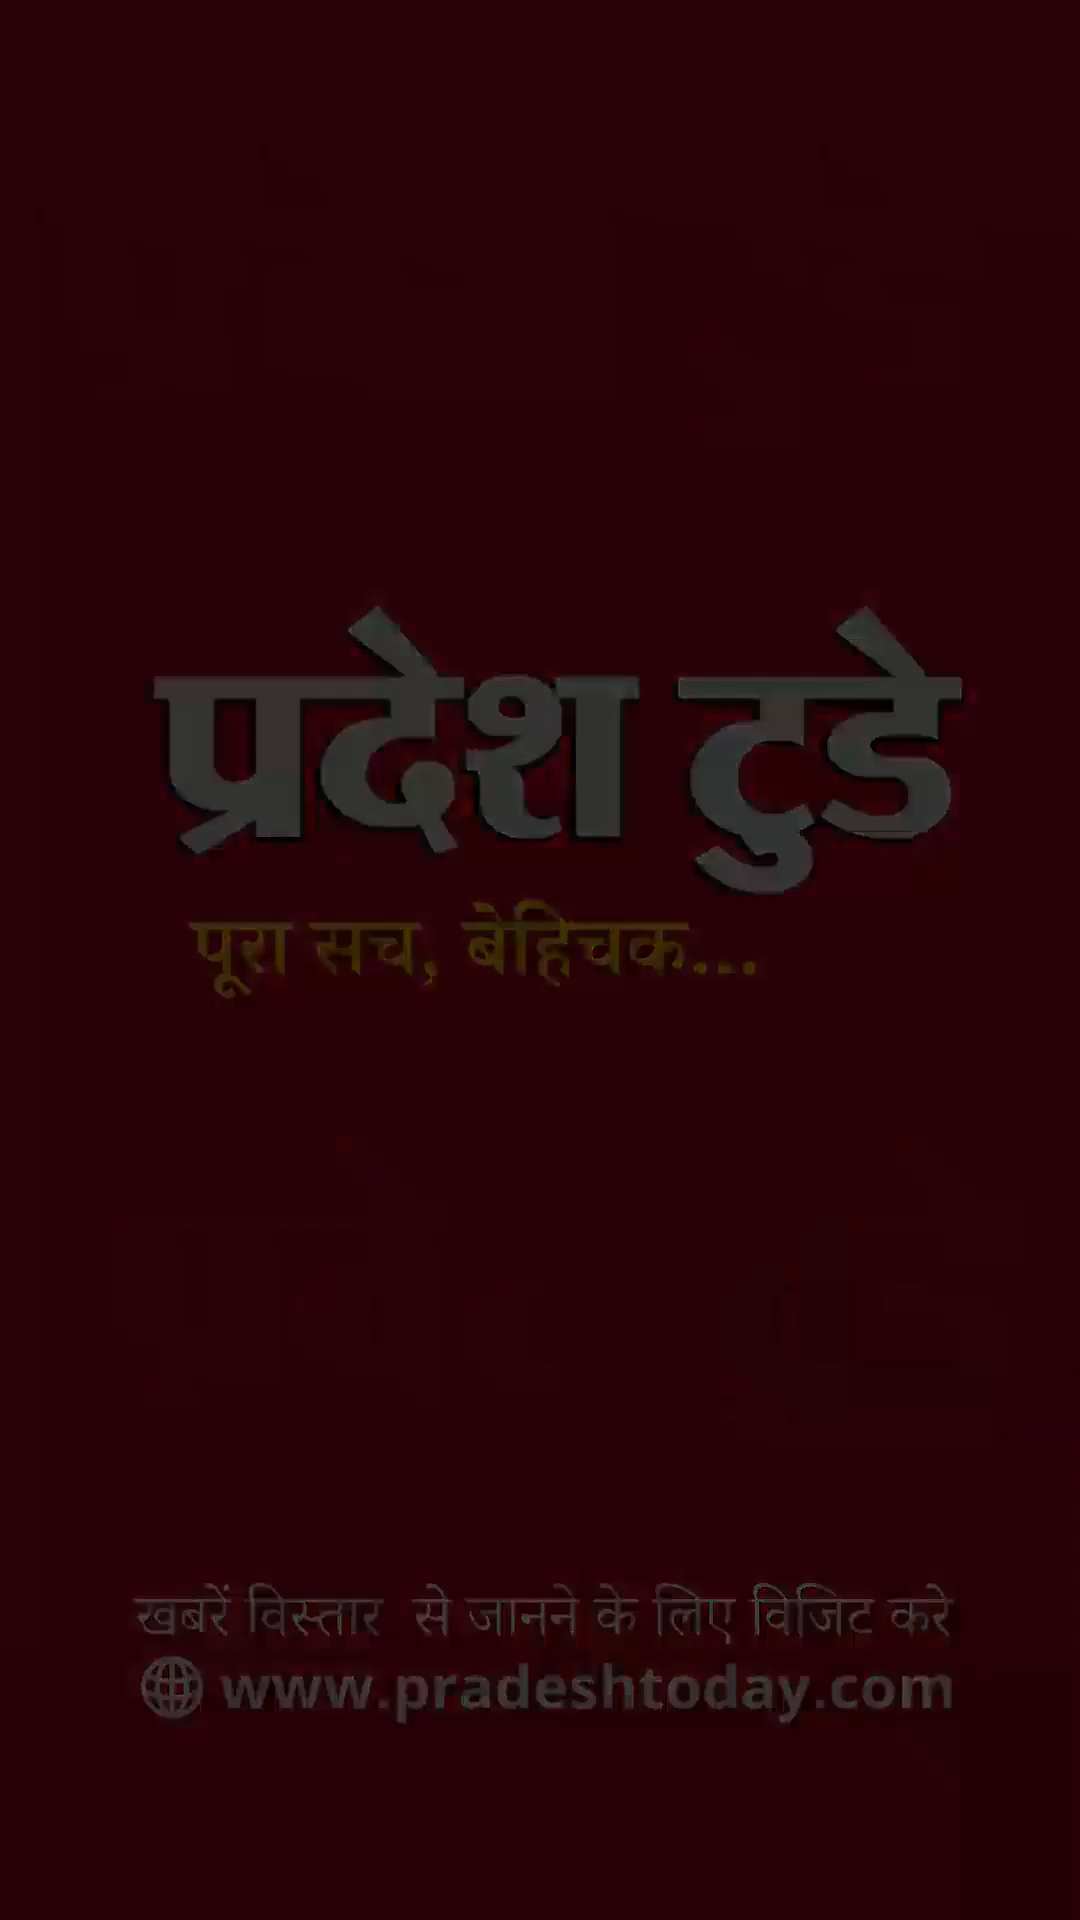 प्रदेश टुडे
पूरा सच, बेहिचक...
खबरें विस्तार से जानने के लिए विजिट करे
www.pradeshtoday.com